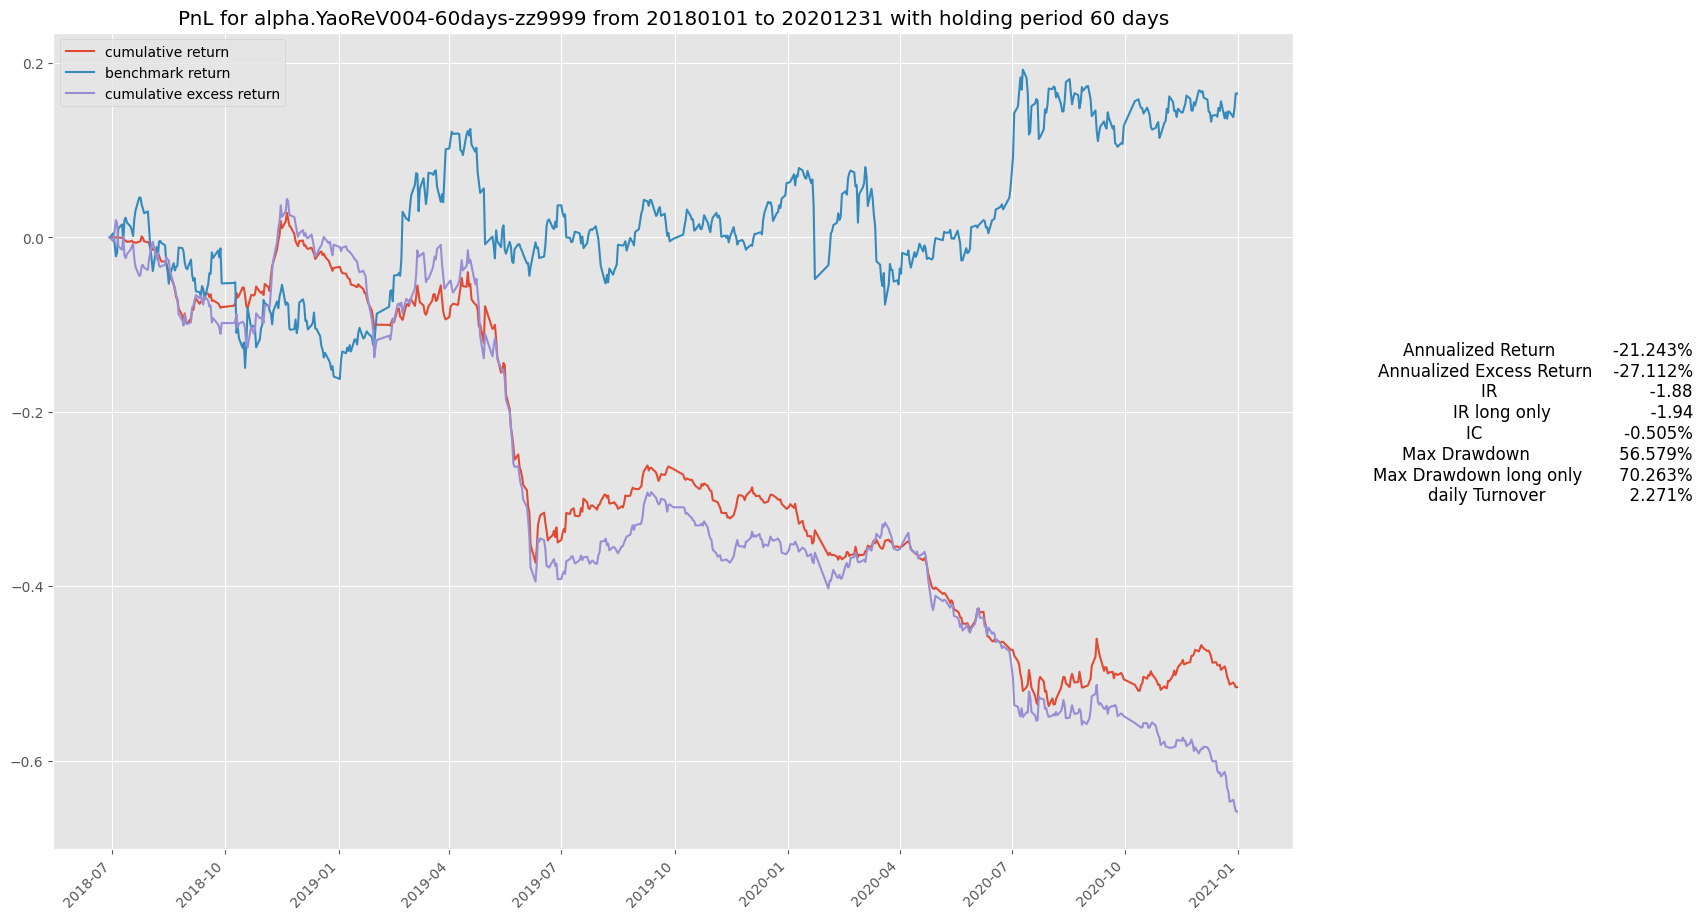 PnL for alpha.YaoReV004-60days-zz9999 from 20180101 to 20201231 with holding period 60 days
cumulative return
benchmark return
cumulative excess return
0.2
0.0
−0.2
−0.4
−0.6
2018-07
2018-10
2019-01
2019-04
2019-07
2019-10
2020-01
2020-04
2020-07
2020-10
2021-01
Annualized Return -21.243%
Annualized Excess Return -27.112%
IR -1.88
IR long only -1.94
IC -0.505%
Max Drawdown 56.579%
Max Drawdown long only 70.263%
daily Turnover 2.271%